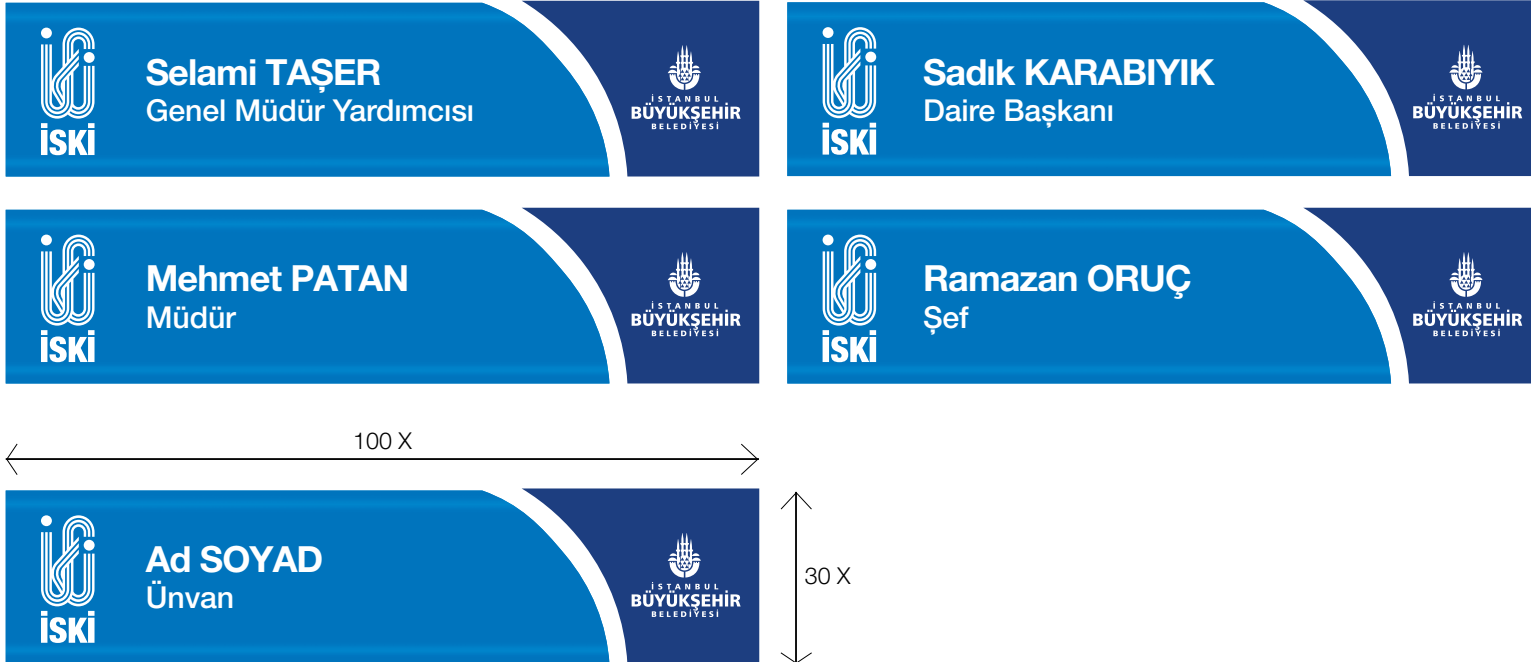 İSKİ
Selami TAŞER
Genel Müdür Yardımcısı
İSTANBUL
BÜYÜKŞEHİR
BELEDİYESİ
İSKİ
Sadık KARABIYIK
Daire Başkanı
İSTANBUL
BÜYÜKŞEHİR
BELEDİYESİ
İSKİ
Mehmet PATAN
Müdür
İSTANBUL
BÜYÜKŞEHİR
BELEDİYESİ
İSKİ
Ramazan ORUÇ
Şef
İSTANBUL
BÜYÜKŞEHİR
BELEDİYESİ
100 X
İSKİ
Ad SOYAD
Ünvan
İSTANBUL
BÜYÜKŞEHİR
BELEDİYESİ
30 X